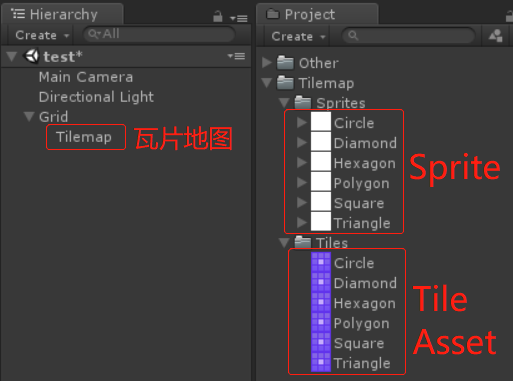 Hierarchy
Create
All
test*
Main Camera
Directional Light
Grid
Tilemap
瓦片地图
Project
Create
Other
Tilemap
Sprites
Circle
Diamond
Hexagon
Polygon
Square
Triangle
Sprite
Tiles
Circle
Diamond
Hexagon
Polygon
Square
Triangle
Tile
Asset